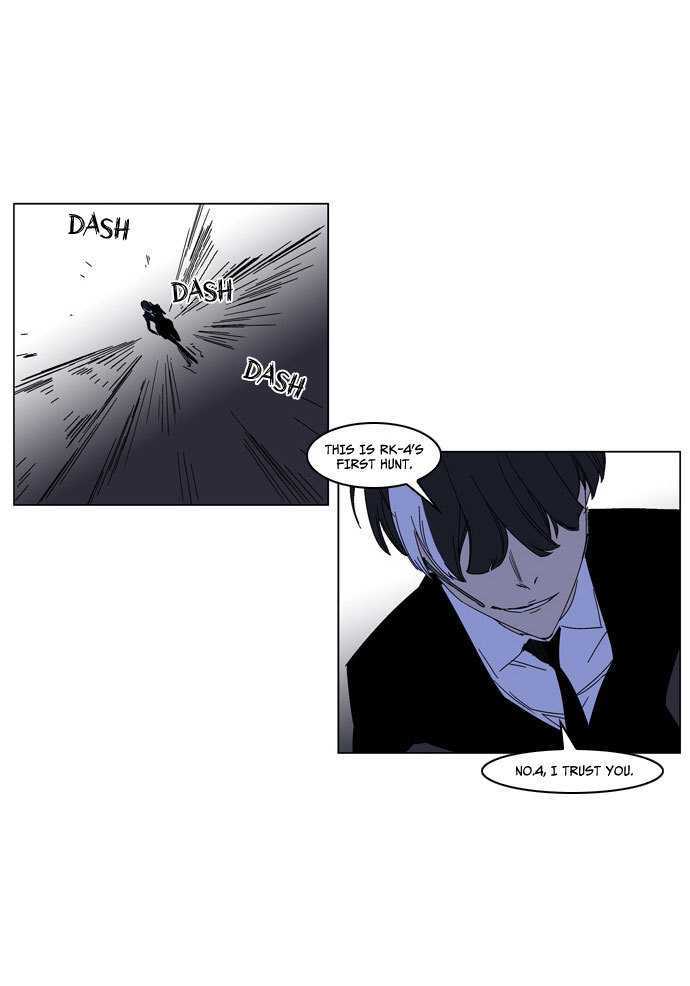 DASH
DASH
DASH
THIS IS RK-4'S
FIRST HUNT.
NO.4, I TRUST YOU.